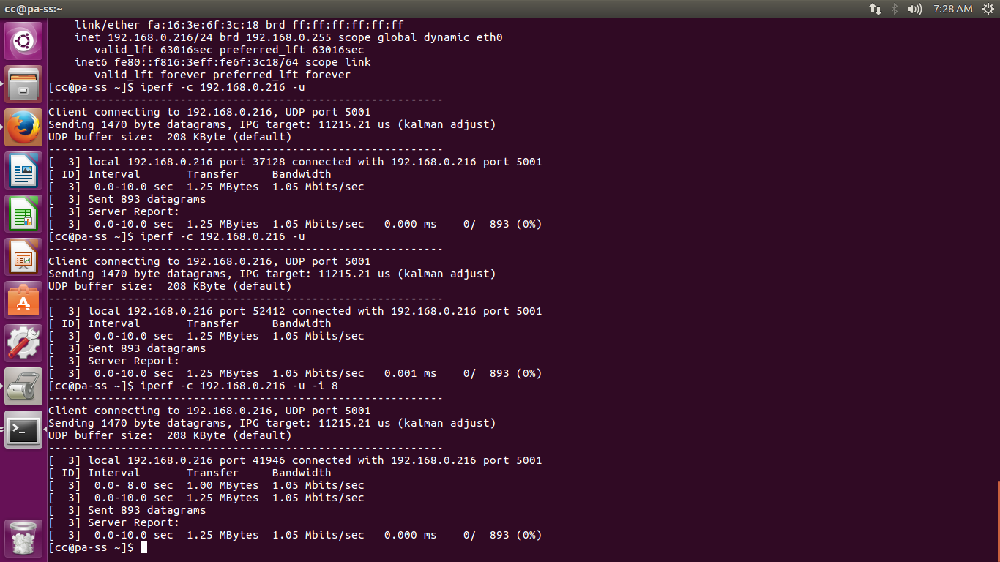 cc@pa-ss:~
7:28 AM
link/ether fa:16:3e:6f:3c:18 brd ff:ff:ff:ff:ff:ff
inet 192.168.0.216/24 brd 192.168.0.255 scope global dynamic eth0
valid_lft 63016sec preferred_lft 63016sec
inet6 fe80::f816:3eff:fe6f:3c18/64 scope link
valid_lft forever preferred_lft forever
[cc@pa-ss ~]$ iperf -c 192.168.0.216 -u
------------------------------------------------------------
Client connecting to 192.168.0.216, UDP port 5001
Sending 1470 byte datagrams, IPG target: 11215.21 us (kalman adjust)
UDP buffer size:  208 KByte (default)
------------------------------------------------------------
[  3] local 192.168.0.216 port 37128 connected with 192.168.0.216 port 5001
[ ID] Interval       Transfer     Bandwidth
[  3]  0.0-10.0 sec  1.25 MBytes  1.05 Mbits/sec
[  3] Sent 893 datagrams
[  3] Server Report:
[  3]  0.0-10.0 sec  1.25 MBytes  1.05 Mbits/sec   0.000 ms    0/  893 (0%)
[cc@pa-ss ~]$ iperf -c 192.168.0.216 -u
------------------------------------------------------------
Client connecting to 192.168.0.216, UDP port 5001
Sending 1470 byte datagrams, IPG target: 11215.21 us (kalman adjust)
UDP buffer size:  208 KByte (default)
------------------------------------------------------------
[  3] local 192.168.0.216 port 52412 connected with 192.168.0.216 port 5001
[ ID] Interval       Transfer     Bandwidth
[  3]  0.0-10.0 sec  1.25 MBytes  1.05 Mbits/sec
[  3] Sent 893 datagrams
[  3] Server Report:
[  3]  0.0-10.0 sec  1.25 MBytes  1.05 Mbits/sec   0.001 ms    0/  893 (0%)
[cc@pa-ss ~]$ iperf -c 192.168.0.216 -u -i 8
------------------------------------------------------------
Client connecting to 192.168.0.216, UDP port 5001
Sending 1470 byte datagrams, IPG target: 11215.21 us (kalman adjust)
UDP buffer size:  208 KByte (default)
------------------------------------------------------------
[  3] local 192.168.0.216 port 41946 connected with 192.168.0.216 port 5001
[ ID] Interval       Transfer     Bandwidth
[  3]  0.0- 8.0 sec  1.00 MBytes  1.05 Mbits/sec
[  3]  0.0-10.0 sec  1.25 MBytes  1.05 Mbits/sec
[  3] Sent 893 datagrams
[  3] Server Report:
[  3]  0.0-10.0 sec  1.25 MBytes  1.05 Mbits/sec   0.000 ms    0/  893 (0%)
[cc@pa-ss ~]$